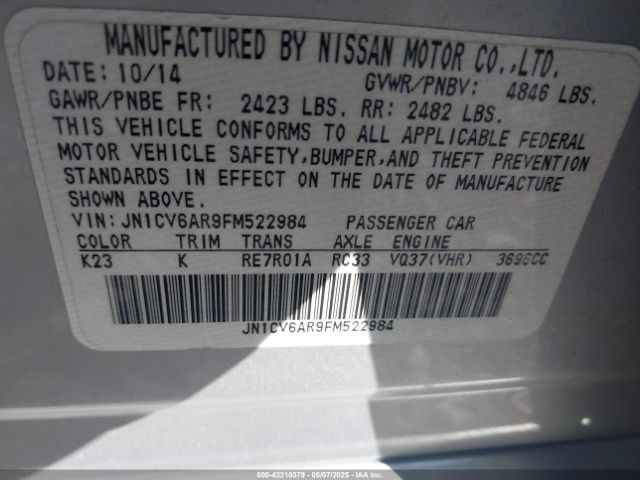 MANUFACTURED BY NISSAN MOTOR CO.,LTD.
DATE: 10/14 GVWR/PNBV: 4846 LBS.
GAWR/PNBE FR: 2423 LBS. RR: 2482 LBS.
THIS VEHICLE CONFORMS TO ALL APPLICABLE FEDERAL
MOTOR VEHICLE SAFETY,BUMPER,AND THEFT PREVENTION
STANDARDS IN EFFECT ON THE DATE OF MANUFACTURE
SHOWN ABOVE.
VIN: JN1CV6AR9FM522984 PASSENGER CAR
COLOR TRIM TRANS AXLE ENGINE
K23 K RE7R01A RC33 VQ37(VHR) 3696CC
JN1CV6AR9FM522984
000-42210379 - 05/07/2025 - IAAI.COM